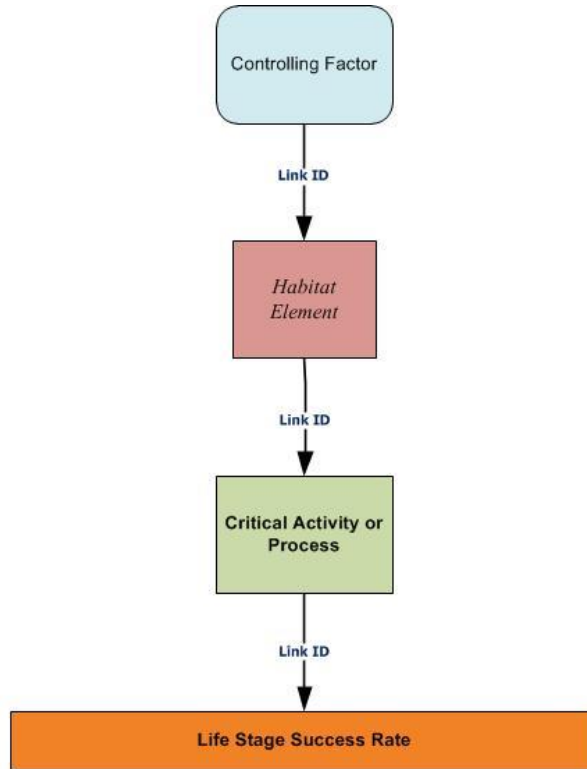 Controlling Factor
Link ID
Habitat
Element
Link ID
Critical Activity or
Process
Link ID
Life Stage Success Rate